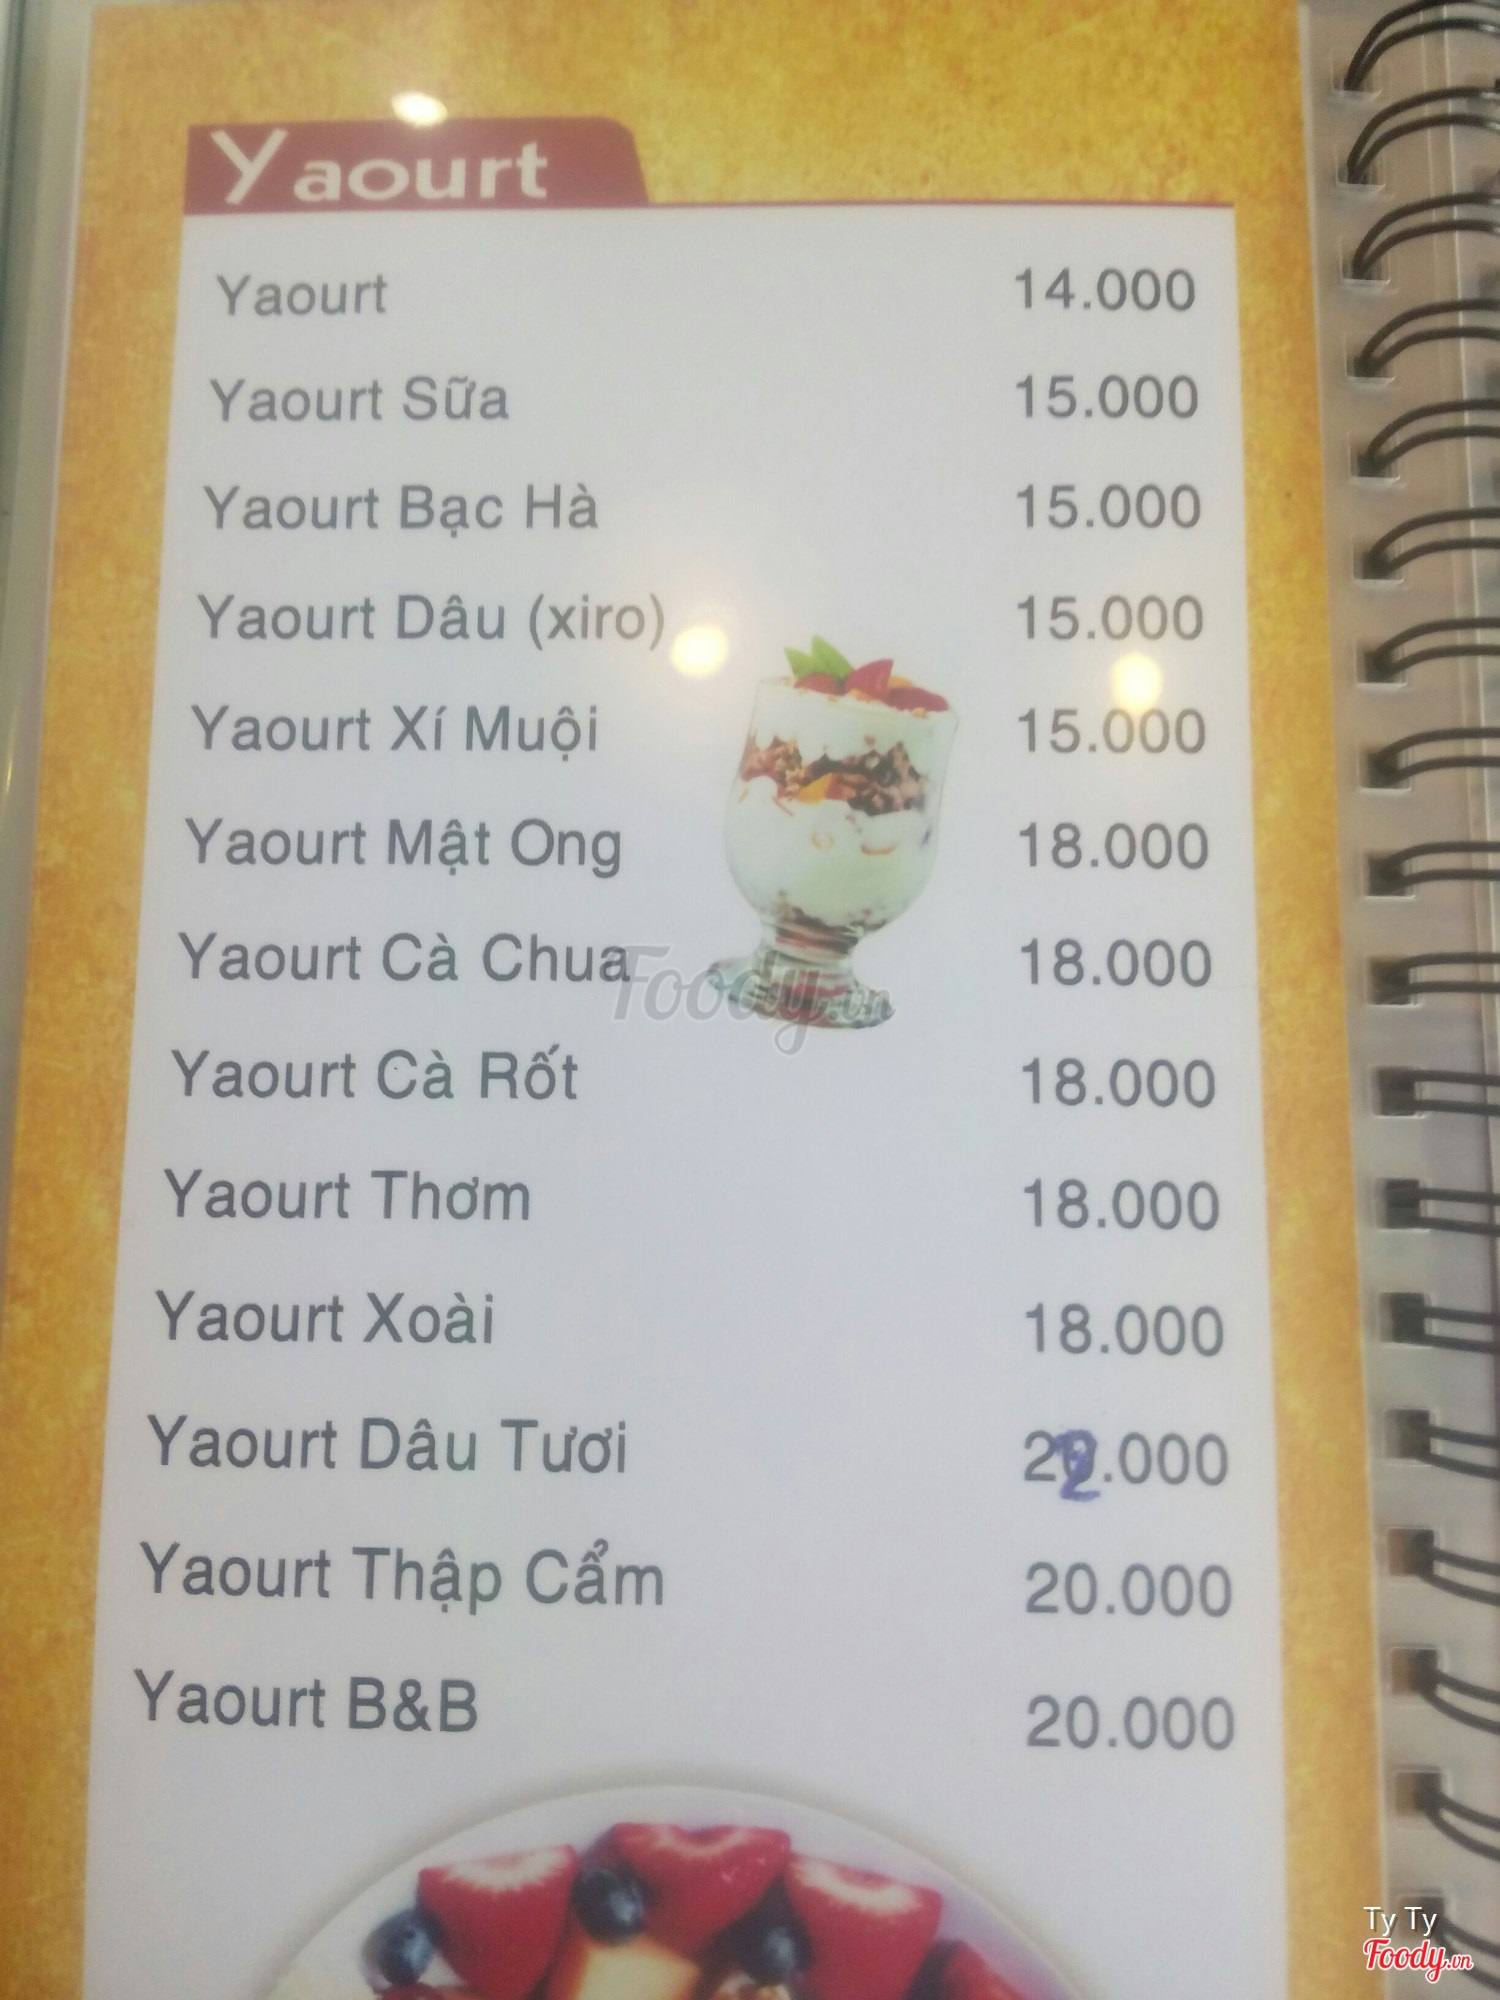 Yaourt
Yaourt 14.000
Yaourt Sữa 15.000
Yaourt Bạc Hà 15.000
Yaourt Dâu (xiro) 15.000
Yaourt Xí Muội 15.000
Yaourt Mật Ong 18.000
Yaourt Cà Chua 18.000
Foody.vn
Yaourt Cà Rốt 18.000
Yaourt Thơm 18.000
Yaourt Xoài 18.000
Yaourt Dâu Tươi 22.000
Yaourt Thập Cẩm 20.000
Yaourt B&B 20.000
Ty Ty
Foody.vn